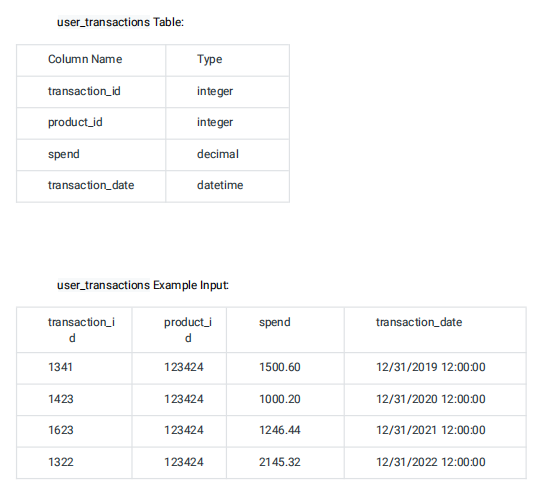 user_transactions Table:
Column Name Type
transaction_id integer
product_id integer
spend decimal
transaction_date datetime
user_transactions Example Input:
transaction_i product_i spend transaction_date
d d
1341 123424 1500.60 12/31/2019 12:00:00
1423 123424 1000.20 12/31/2020 12:00:00
1623 123424 1246.44 12/31/2021 12:00:00
1322 123424 2145.32 12/31/2022 12:00:00